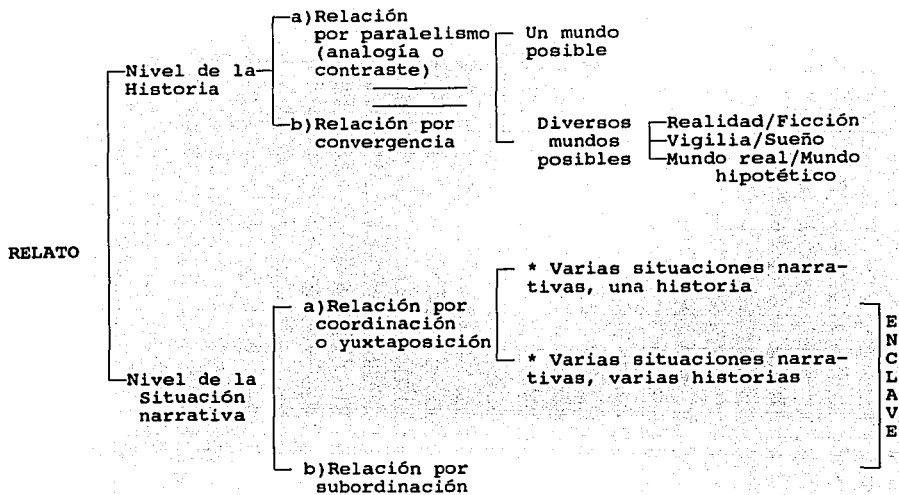 a)Relación
por paralelismo
(analogía o
contraste)
Un mundo
posible
Nivel de la
Historia
b)Relación por
convergencia
Diversos
mundos
posibles
Realidad/Ficción
Vigilia/Sueño
Mundo real/Mundo
hipotético
RELATO
* Varias situaciones narra-
tivas, una historia
a)Relación por
coordinación
o yuxtaposición
* Varias situaciones narra-
tivas, varias historias
Nivel de la
Situación
narrativa
b)Relación por
subordinación
E
N
C
L
A
V
E